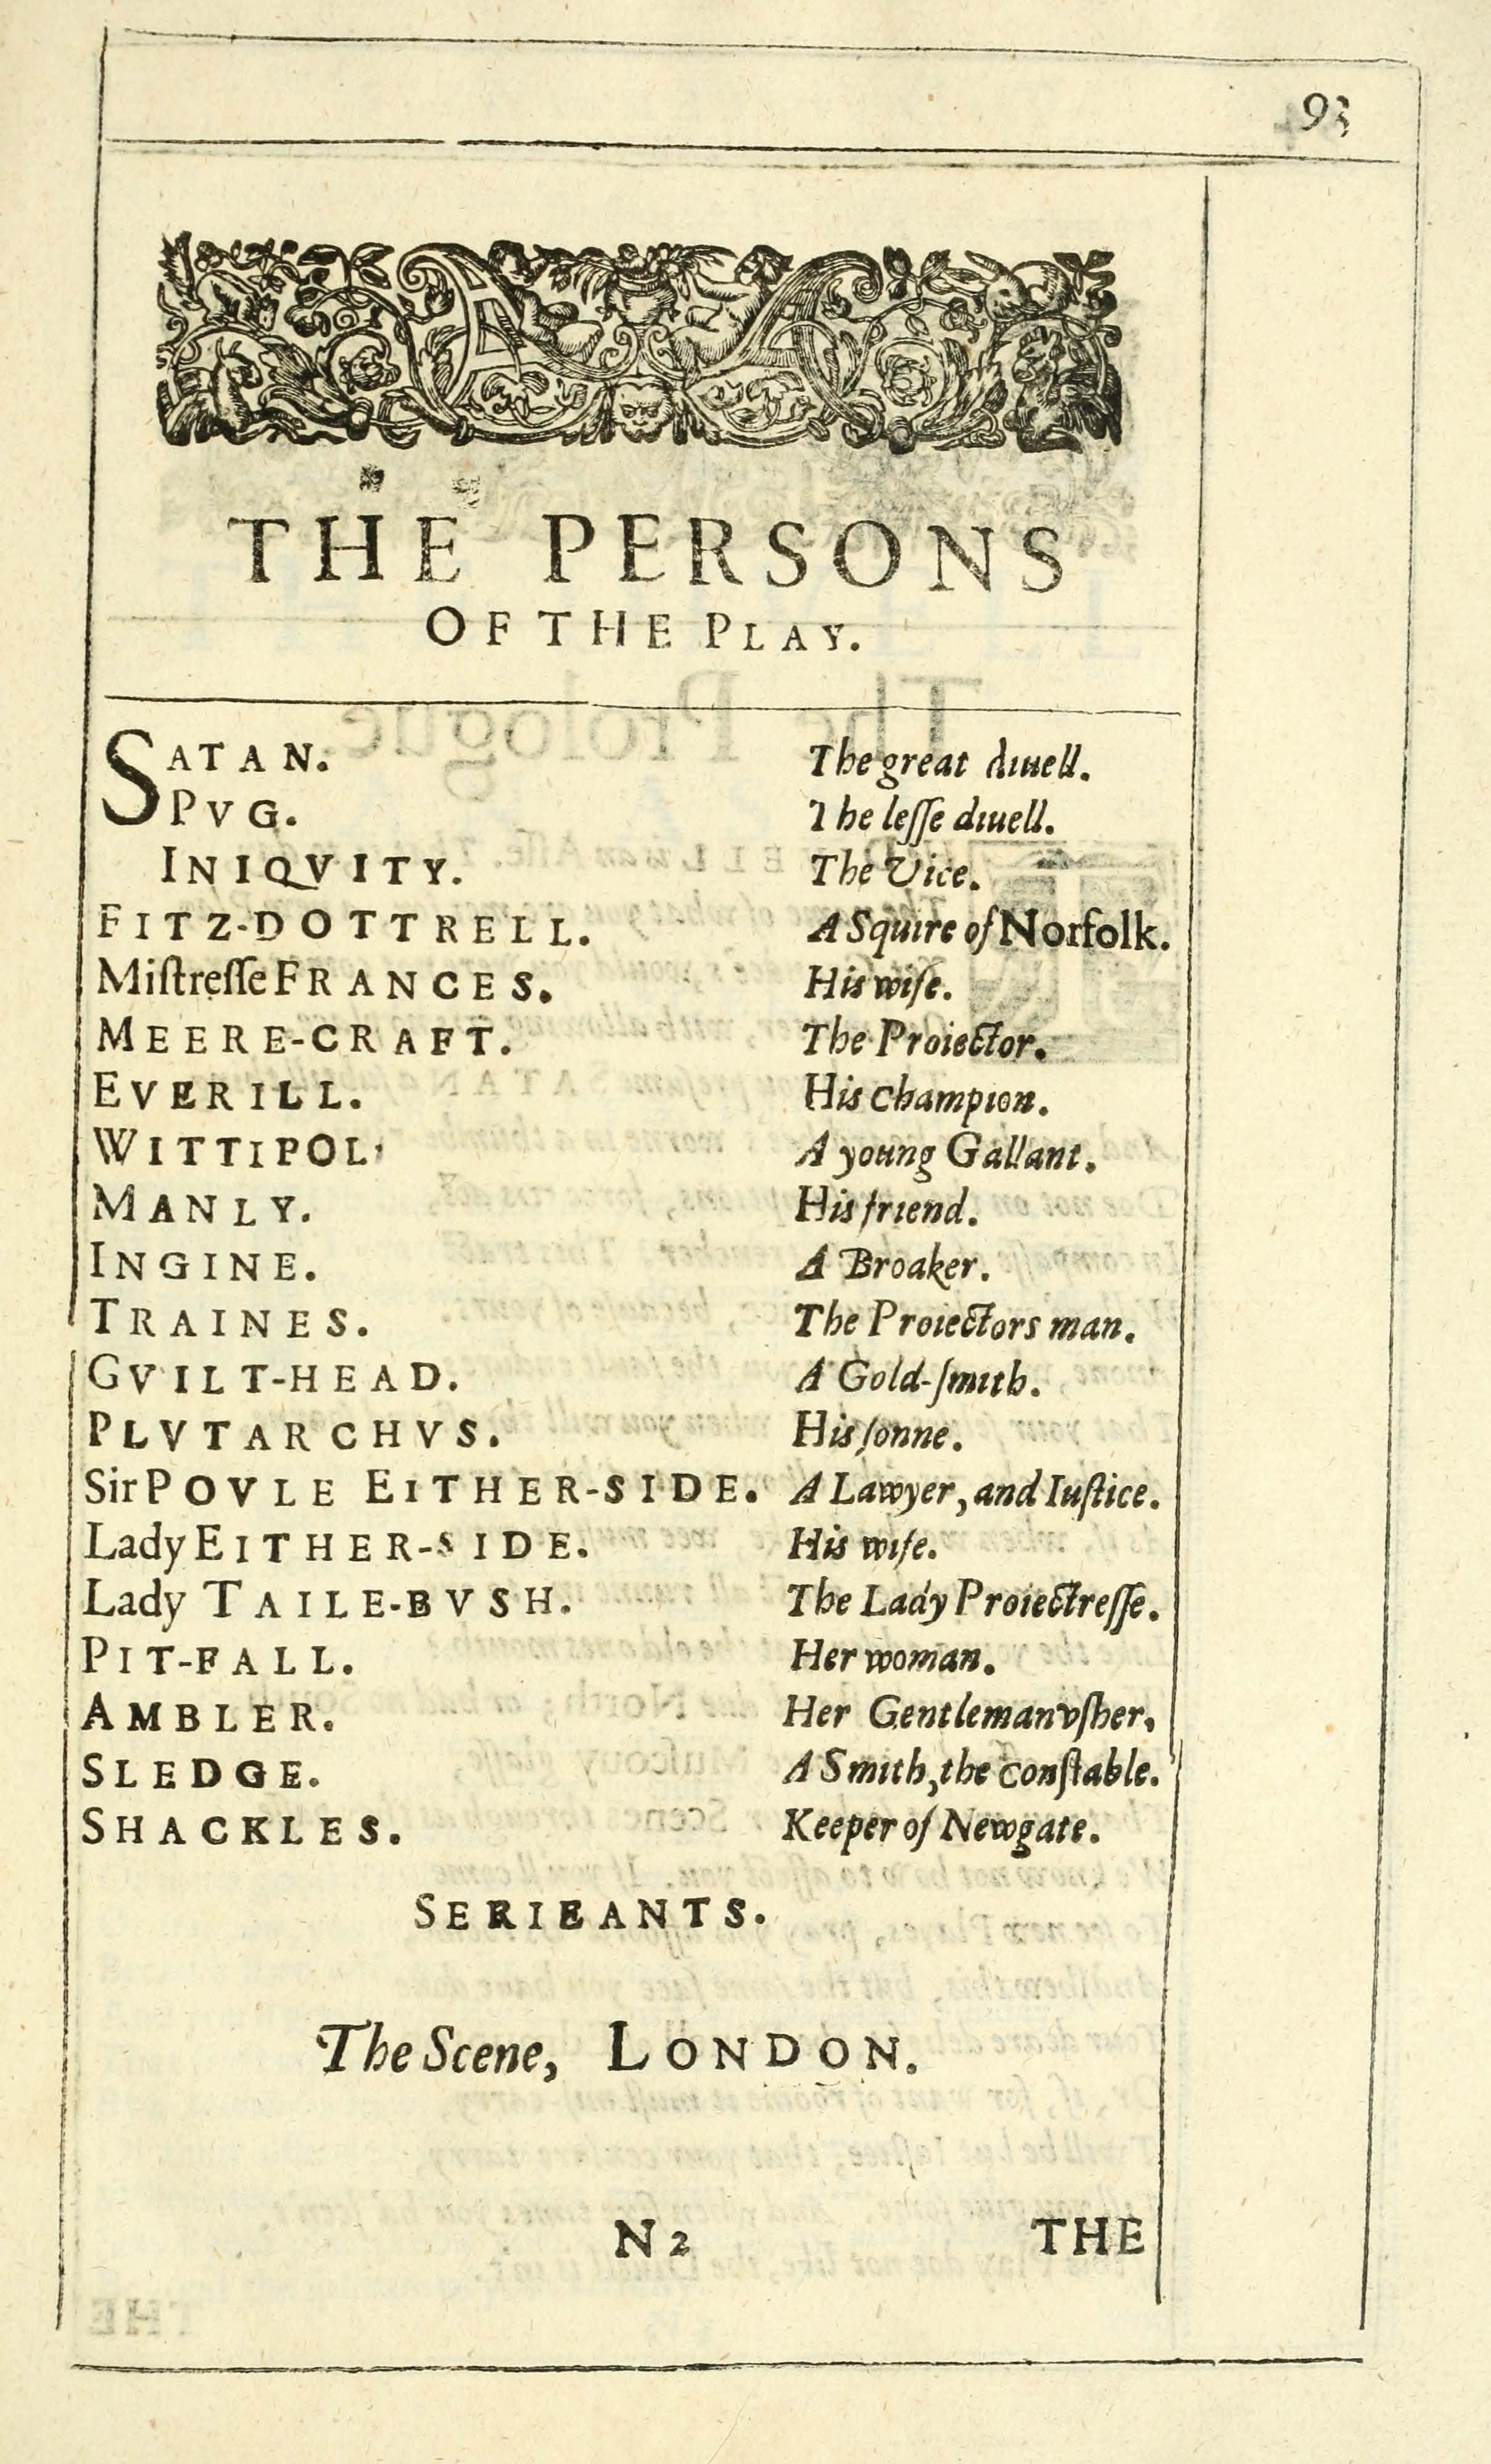 93
THE PERSONS
OF THE PLAY.
SATAN. The great diuell.
PVG. The leſſe diuell.
INIQVITY. The Vice.
FITZ-DOTTRELL. A Squire of Norfolk.
Miſtreſſe FRANCES. His wife.
MEERE-CRAFT. The Proiector.
EVERILL. His champion.
WITTIPOL. A young Gallant.
MANLY. His friend.
INGINE. A Broaker.
TRAINES. The Proiectors man.
GVILT-HEAD. A Gold-ſmith.
PLVTARCHVS. His ſonne.
Sir POVLE EITHER-SIDE. A Lawyer, and Iuſtice.
Lady EITHER-SIDE. His wife.
Lady TAILE-BVSH. The Lady Proiectreſſe.
PIT-FALL. Her woman.
AMBLER. Her Gentlemanvſher.
SLEDGE. A Smith, the conſtable.
SHACKLES. Keeper of Newgate.
SERIEANTS.
The Scene, LONDON.
N2 THE